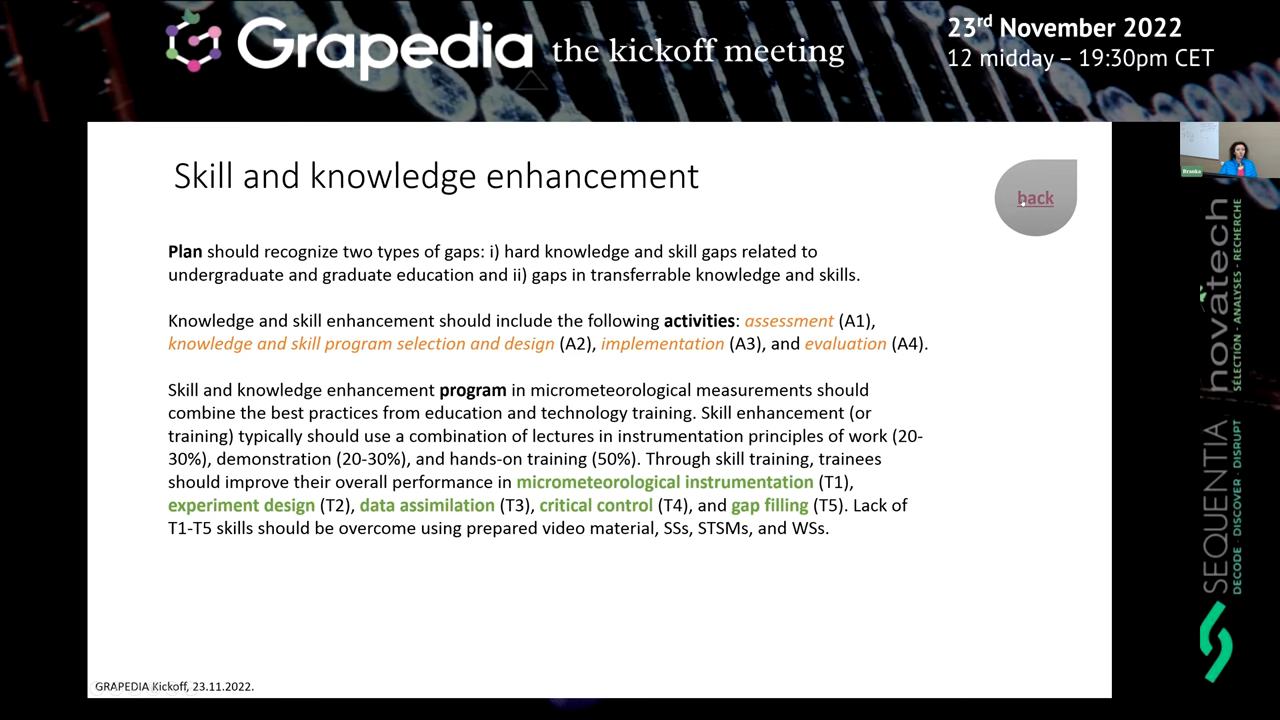 Grapedia the kickoff meeting
23rd November 2022
12 midday – 19:30pm CET
Skill and knowledge enhancement
back
Plan should recognize two types of gaps: i) hard knowledge and skill gaps related to
undergraduate and graduate education and ii) gaps in transferrable knowledge and skills.
Knowledge and skill enhancement should include the following activities: assessment (A1),
knowledge and skill program selection and design (A2), implementation (A3), and evaluation (A4).
Skill and knowledge enhancement program in micrometeorological measurements should
combine the best practices from education and technology training. Skill enhancement (or
training) typically should use a combination of lectures in instrumentation principles of work (20-
30%), demonstration (20-30%), and hands-on training (50%). Through skill training, trainees
should improve their overall performance in micrometeorological instrumentation (T1),
experiment design (T2), data assimilation (T3), critical control (T4), and gap filling (T5). Lack of
T1-T5 skills should be overcome using prepared video material, SSs, STSMs, and WSs.
GRAPEDIA Kickoff, 23.11.2022.
Branka
novatech
SÉLECTION - ANALYSES - RECHERCHE
SEQUENTIA
DECODE · DISCOVER · DISRUPT